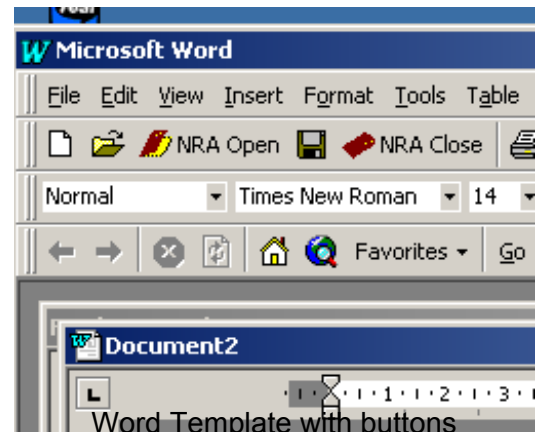 Microsoft Word
File Edit View Insert Format Tools Table
NRA Open NRA Close
Normal Times New Roman 14
Favorites Go
Document2
1 2 3
Word Template with buttons